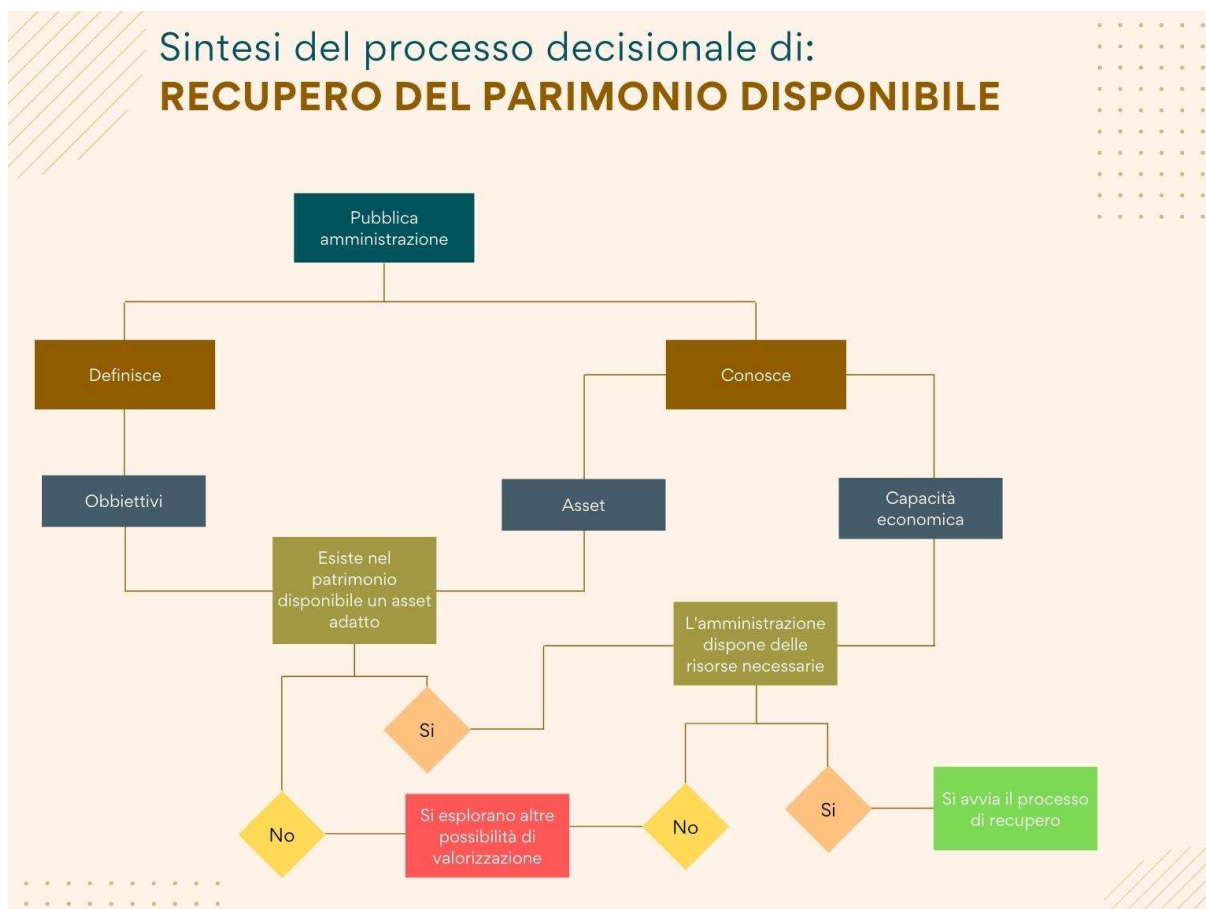 Sintesi del processo decisionale di:
RECUPERO DEL PARIMONIO DISPONIBILE
Pubblica
amministrazione
Definisce
Conosce
Obbiettivi
Asset
Capacità
economica
Esiste nel
patrimonio
disponibile un asset
adatto
L'amministrazione
dispone delle
risorse necessarie
Si
No
Si esplorano altre
possibilità di
valorizzazione
No
Si
Si avvia il processo
di recupero